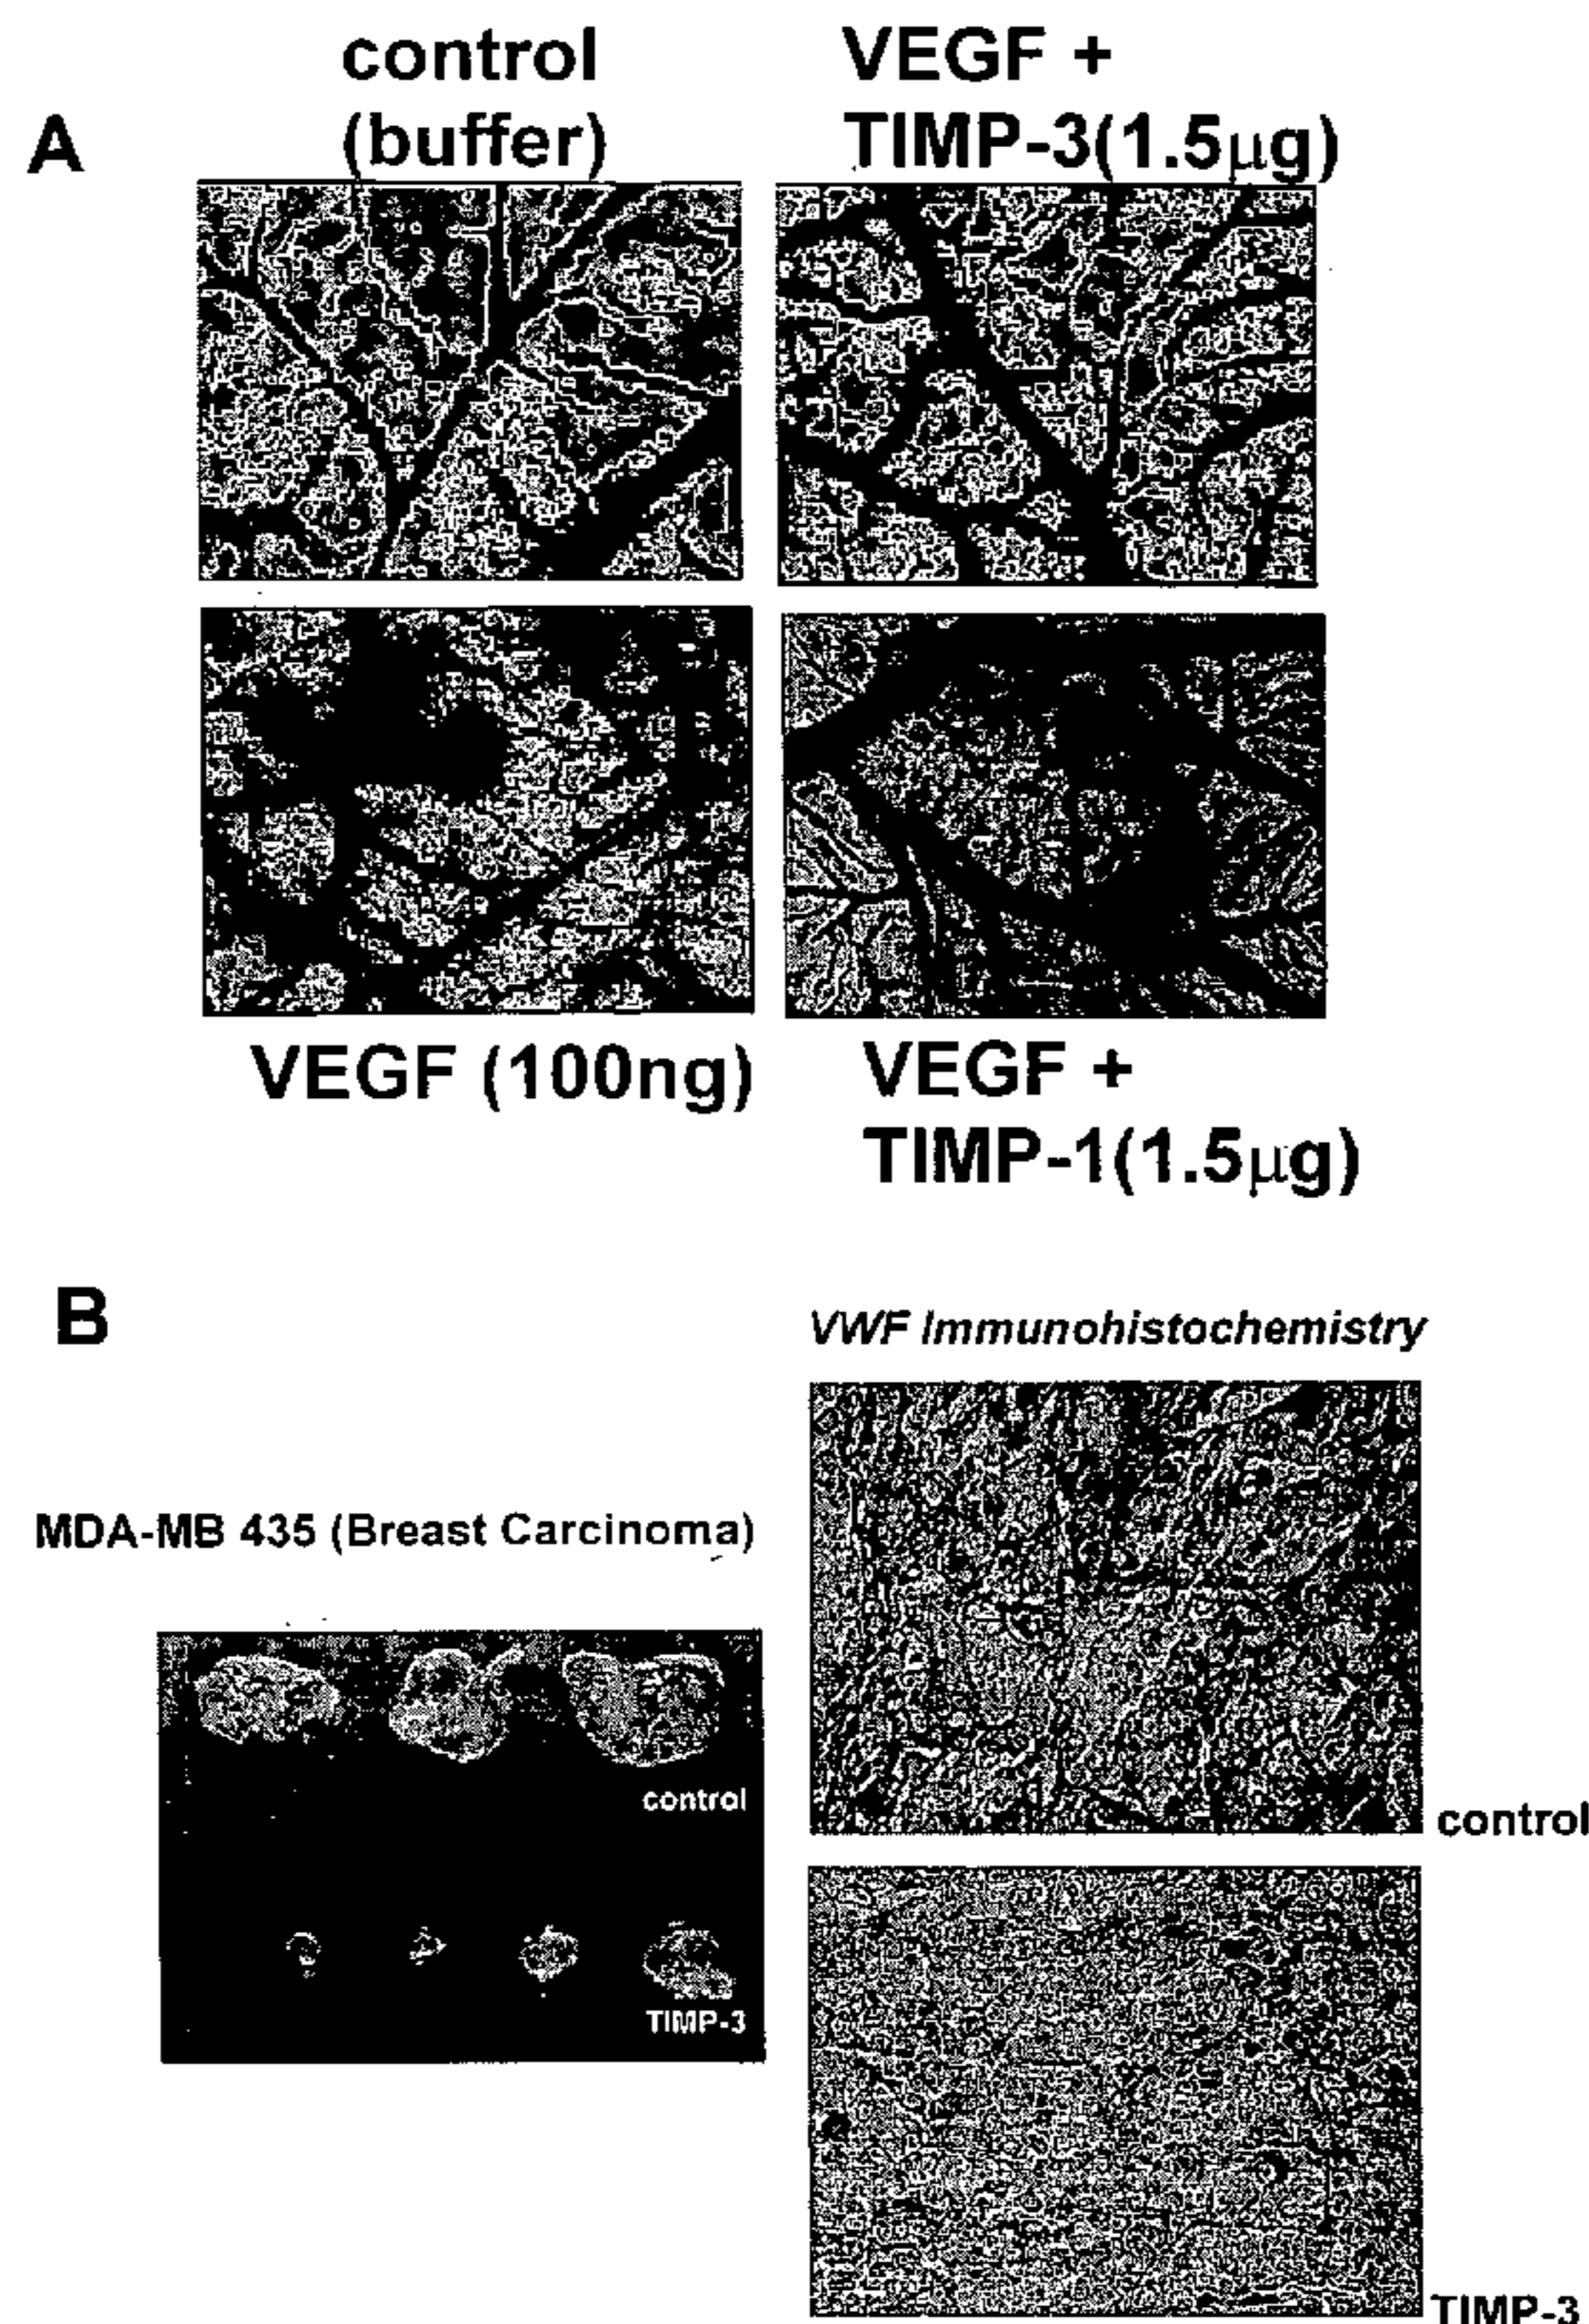 A
control
(buffer)
VEGF +
TIMP-3(1.5μg)
VEGF (100ng)
VEGF +
TIMP-1(1.5μg)
B
VWF Immunohistochemistry
MDA-MB 435 (Breast Carcinoma)
control
TIMP-3
control
TIMP-3